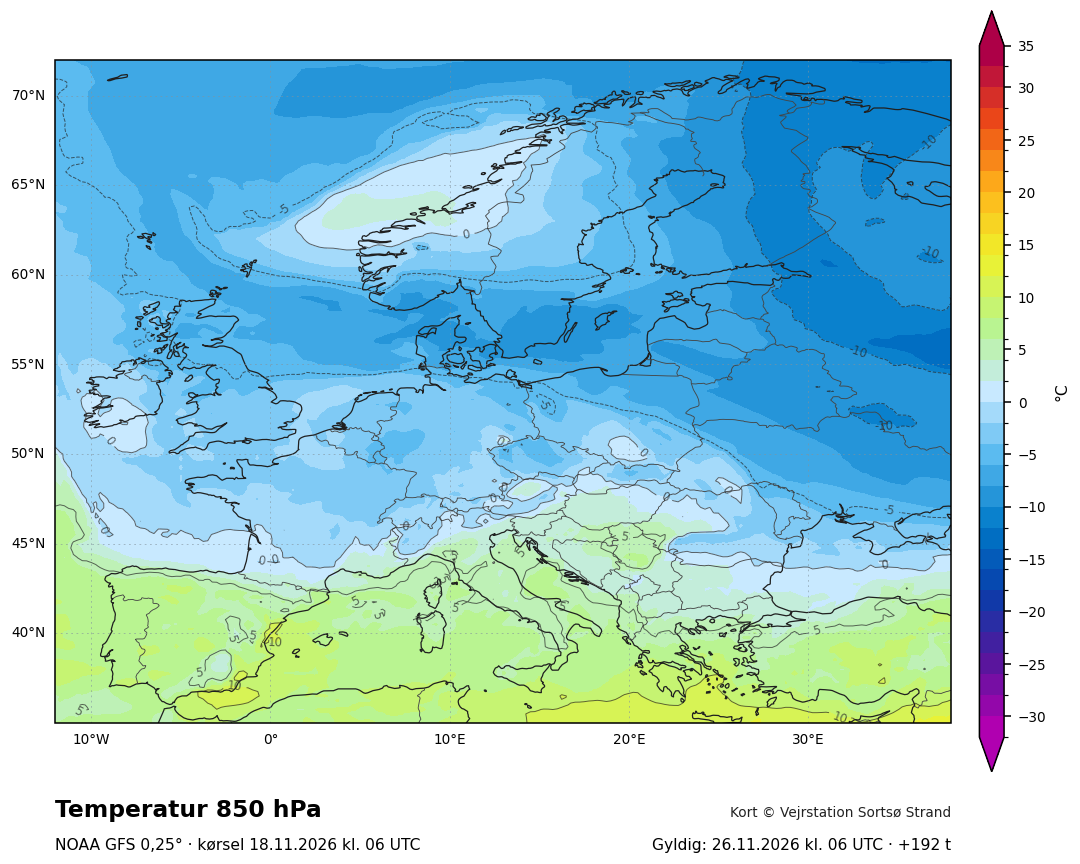 70°N
65°N
60°N
55°N
50°N
45°N
40°N
10°W
0°
10°E
20°E
30°E
35
30
25
20
15
10
5
0
−5
−10
−15
−20
−25
−30
°C
Temperatur 850 hPa
Kort © Vejrstation Sortsø Strand
NOAA GFS 0,25° · kørsel 18.11.2026 kl. 06 UTC
Gyldig: 26.11.2026 kl. 06 UTC · +192 t